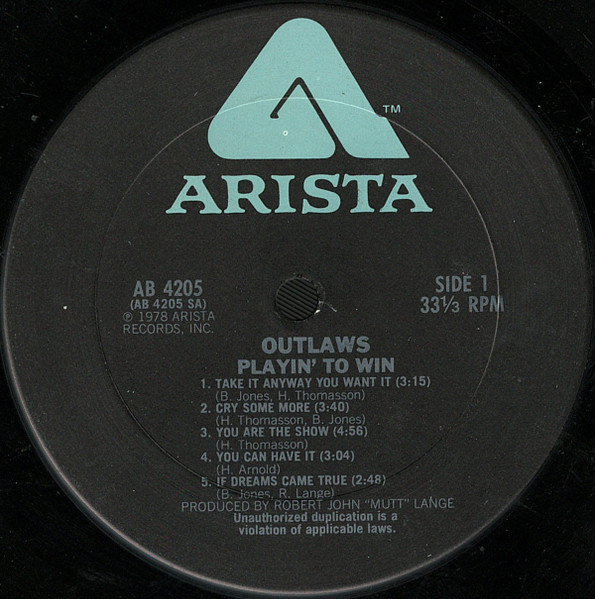 TM
ARISTA
AB 4205
(AB 4205 SA)
℗ 1978 ARISTA
RECORDS, INC.
SIDE 1
33⅓ RPM
OUTLAWS
PLAYIN' TO WIN
1. TAKE IT ANYWAY YOU WANT IT (3:15)
(B. Jones, H. Thomasson)
2. CRY SOME MORE (3:40)
(H. Thomasson, B. Jones)
3. YOU ARE THE SHOW (4:56)
(H. Thomasson)
4. YOU CAN HAVE IT (3:04)
(H. Arnold)
5. IF DREAMS CAME TRUE (2:48)
(B. Jones, R. Lange)
PRODUCED BY ROBERT JOHN "MUTT" LANGE
Unauthorized duplication is a
violation of applicable laws.